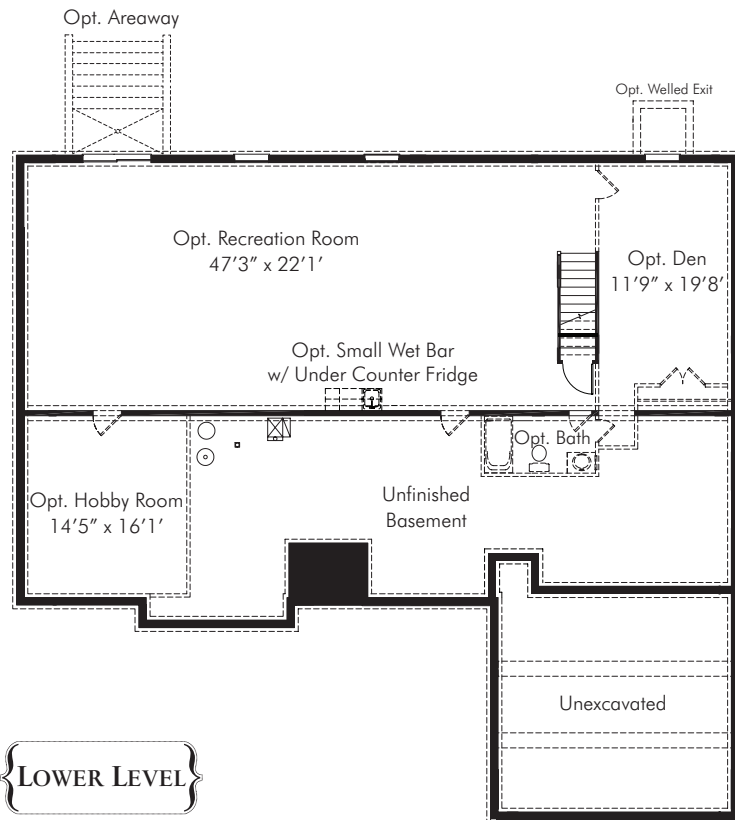 Opt. Areaway
Opt. Welled Exit
Opt. Recreation Room
47’3” x 22’1’
Opt. Den
11’9” x 19’8’
Opt. Small Wet Bar
w/ Under Counter Fridge
Opt. Bath
Opt. Hobby Room
14’5” x 16’1’
Unfinished
Basement
Unexcavated
{LOWER LEVEL}